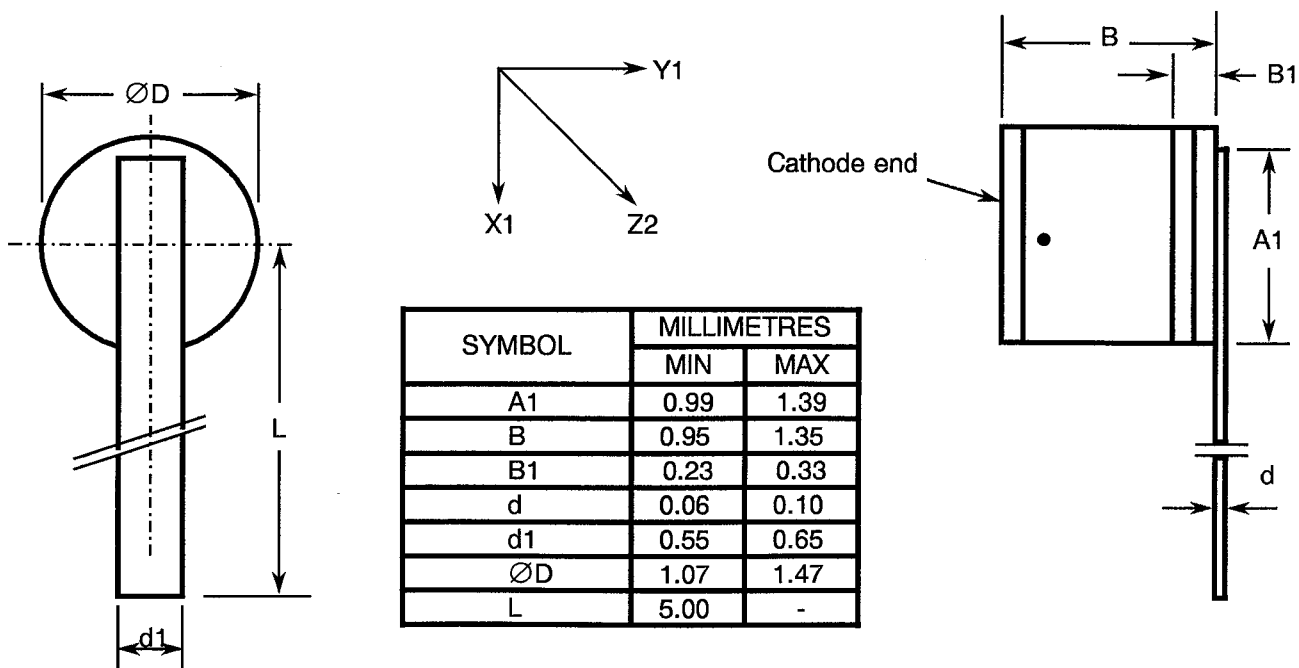 ØD
L
d1
Y1
X1
Z2
B
B1
Cathode end
A1
d
SYMBOL MILLIMETRES
MIN MAX
A1 0.99 1.39
B 0.95 1.35
B1 0.23 0.33
d 0.06 0.10
d1 0.55 0.65
ØD 1.07 1.47
L 5.00 -